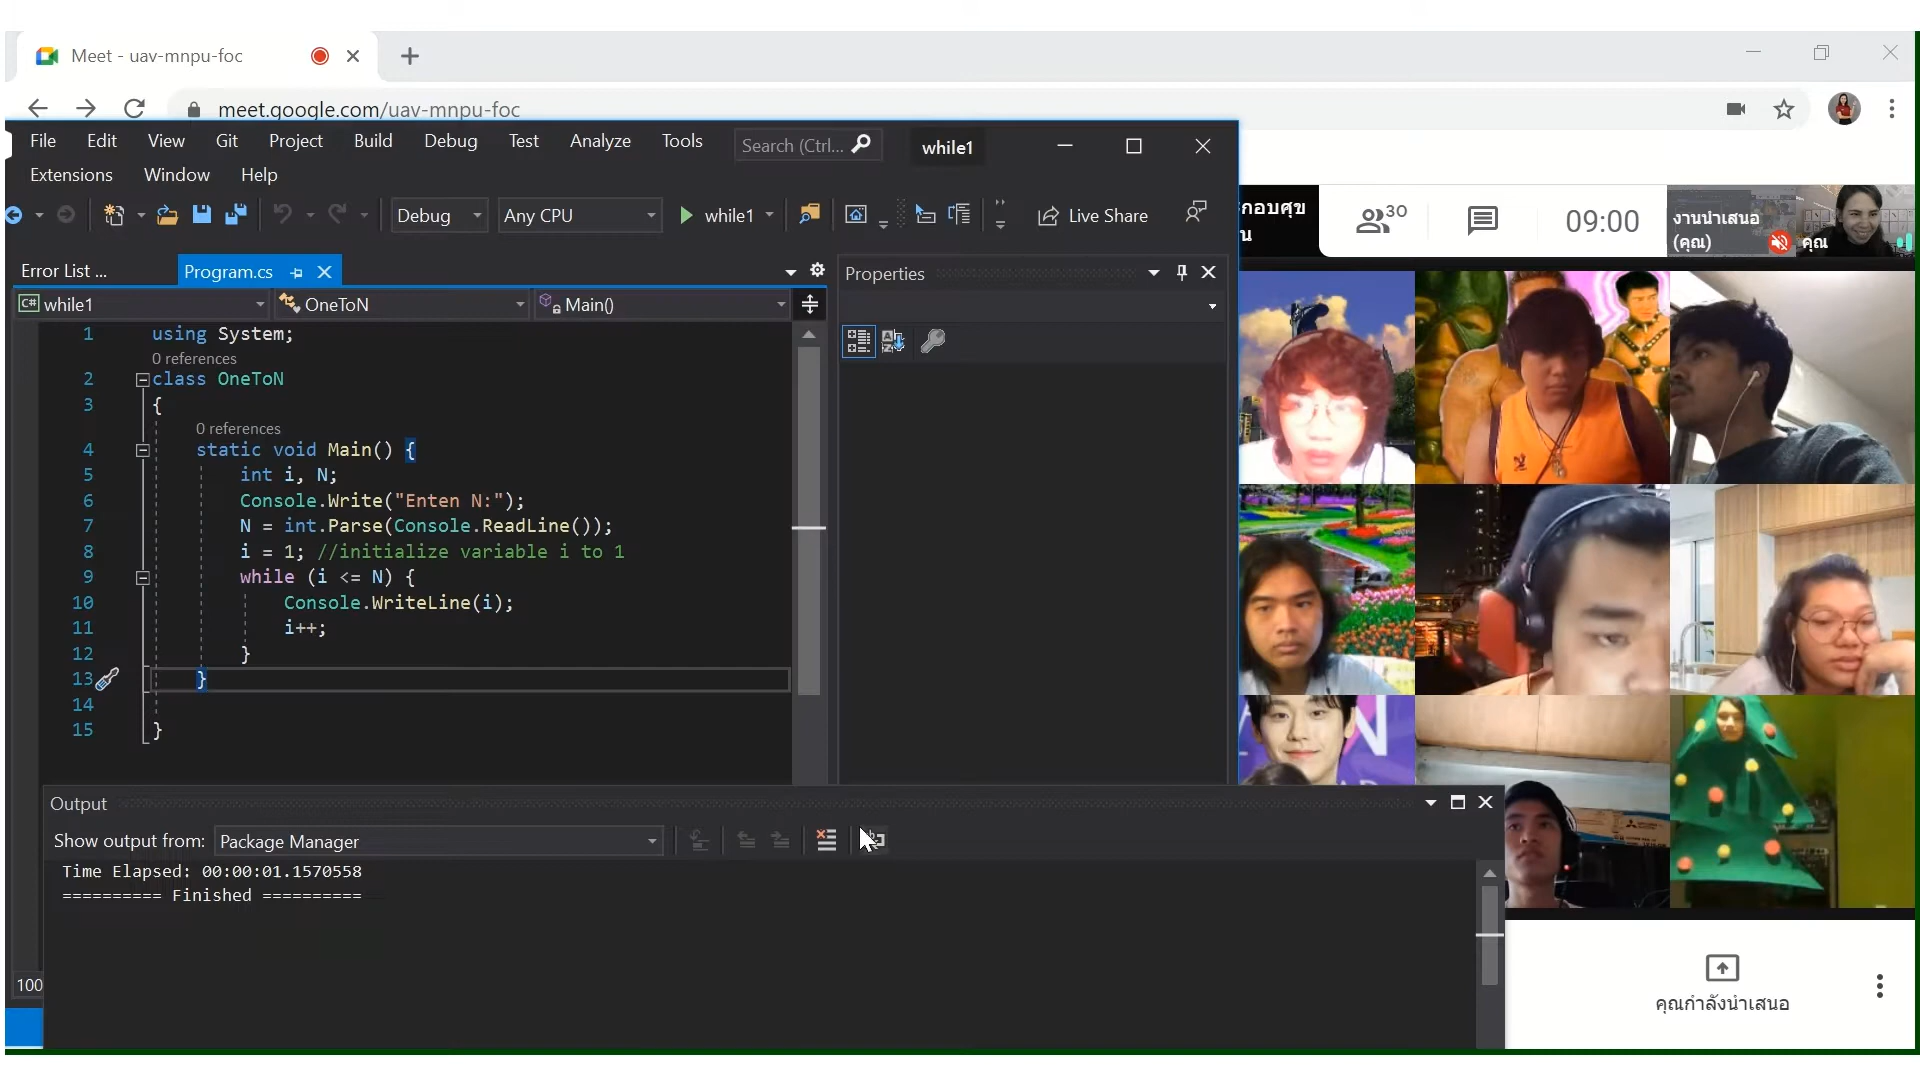 Meet - uav-mnpu-foc
meet.google.com/uav-mnpu-foc
File Edit View Git Project Build Debug Test Analyze Tools Search (Ctrl... while1
Extensions Window Help
Debug Any CPU while1 Live Share
Error List ... Program.cs
while1 OneToN Main()
1 using System;
0 references
2 class OneToN
3 {
0 references
4 static void Main() {
5 int i, N;
6 Console.Write("Enten N:");
7 N = int.Parse(Console.ReadLine());
8 i = 1; //initialize variable i to 1
9 while (i <= N) {
10 Console.WriteLine(i);
11 i++;
12 }
13 }
14
15 }
Properties
30
09:00
งานนำเสนอ
(คุณ)
คุณ
Output
Show output from: Package Manager
Time Elapsed: 00:00:01.1570558
========== Finished ==========
100
คุณกำลังนำเสนอ